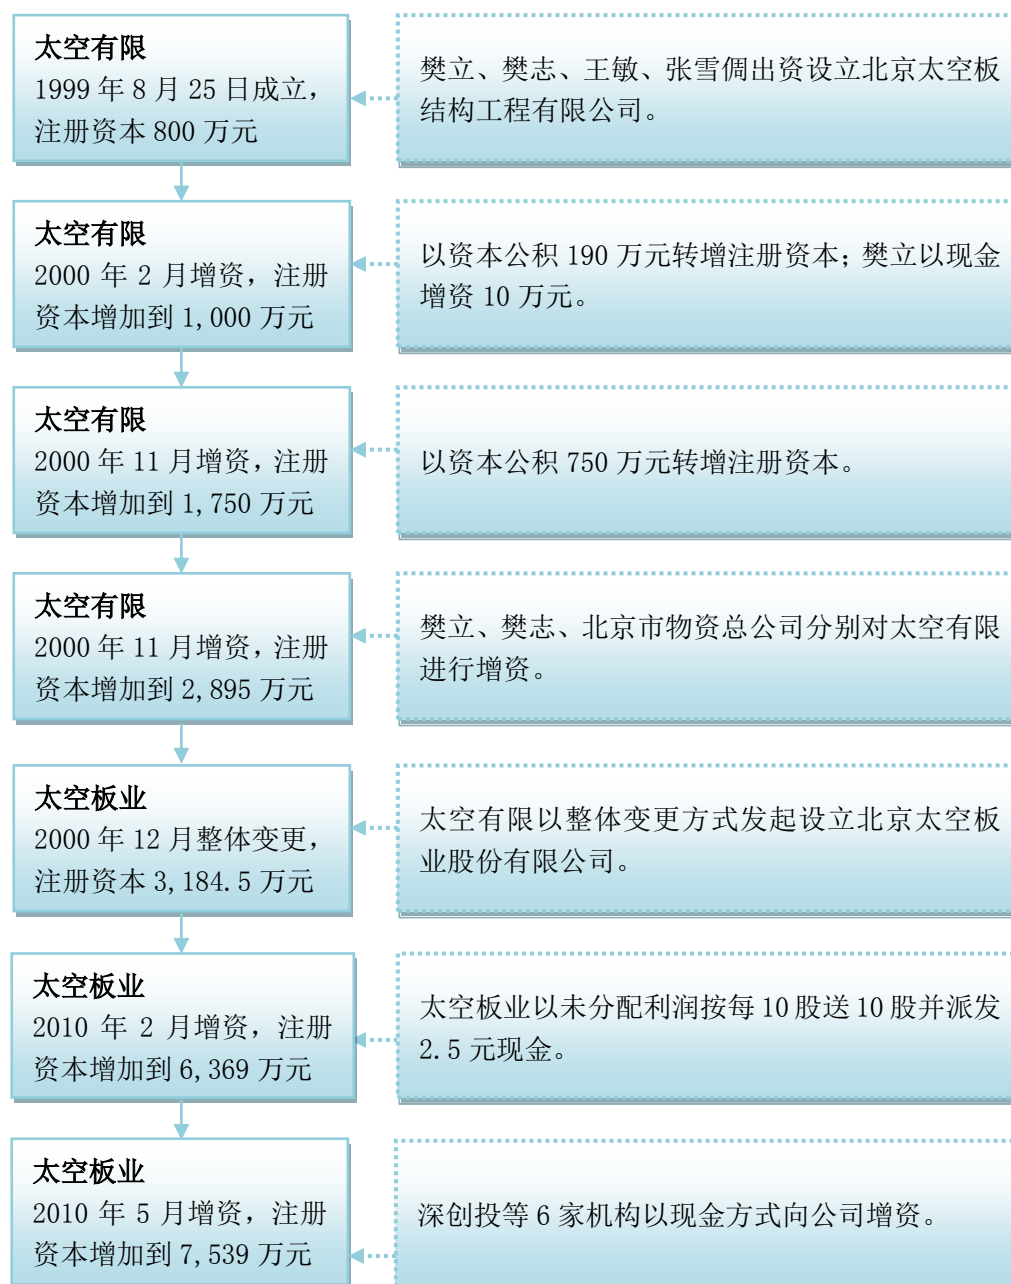 太空有限
1999 年 8 月 25 日成立，
注册资本 800 万元
樊立、樊志、王敏、张雪倜出资设立北京太空板
结构工程有限公司。
太空有限
2000 年 2 月增资，注册
资本增加到 1,000 万元
以资本公积 190 万元转增注册资本；樊立以现金
增资 10 万元。
太空有限
2000 年 11 月增资，注册
资本增加到 1,750 万元
以资本公积 750 万元转增注册资本。
太空有限
2000 年 11 月增资，注册
资本增加到 2,895 万元
樊立、樊志、北京市物资总公司分别对太空有限
进行增资。
太空板业
2000 年 12 月整体变更，
注册资本 3,184.5 万元
太空有限以整体变更方式发起设立北京太空板
业股份有限公司。
太空板业
2010 年 2 月增资，注册
资本增加到 6,369 万元
太空板业以未分配利润按每 10 股送 10 股并派发
2.5 元现金。
太空板业
2010 年 5 月增资，注册
资本增加到 7,539 万元
深创投等 6 家机构以现金方式向公司增资。